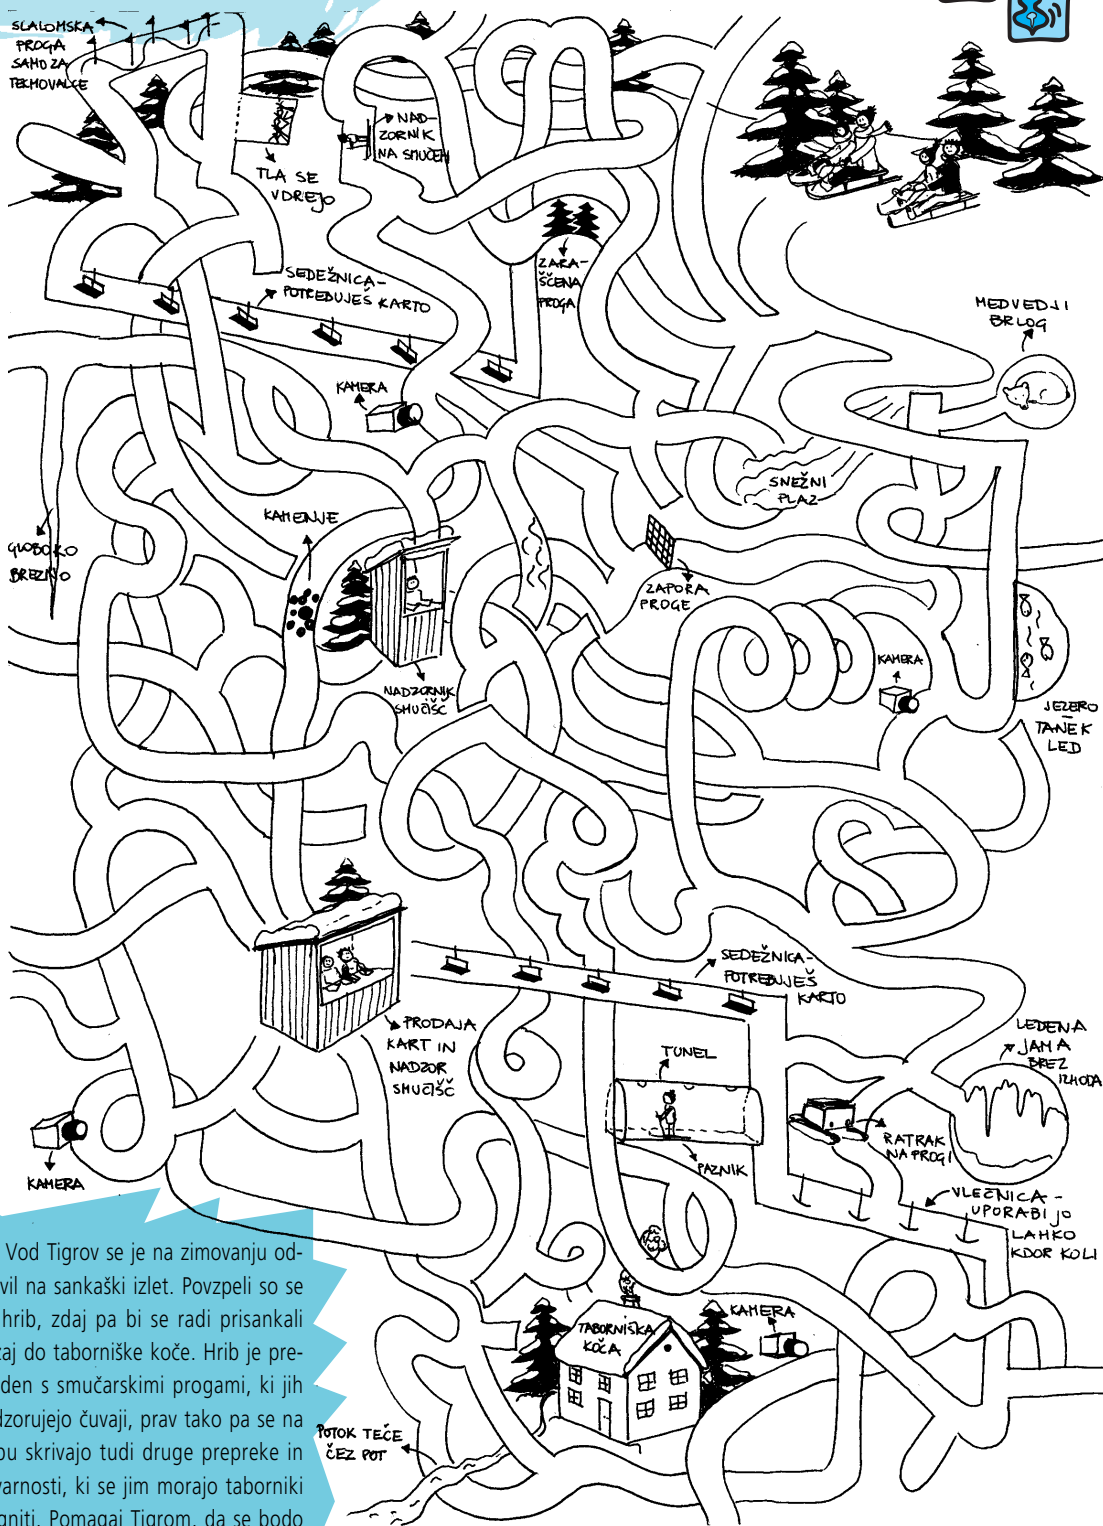 SLALOMSKA
PROGA
SAMO ZA
TEKMOVALCE
NAD-
ZORNIK
NA SMUČEH
TLA SE
VDREJO
SEDEŽNICA-
POTREBUJEŠ KARTO
ZARA-
ŠČENA
PROGA
MEDVEDJI
BRLOG
KAMERA
SNEŽNI
PLAZ
KAMENJE
GLOBOKO
BREZNO
ZAPORA
PROGE
KAMERA
NADZORNIK
SMUČIŠČ
JEZERO
-
TANEK
LED
SEDEŽNICA-
POTREBUJEŠ
KARTO
PRODAJA
KART IN
NADZOR
SMUČIŠČ
TUNEL
LEDENA
JAMA
BREZ
IZHODA
RATRAK
NA PROGI
PAZNIK
KAMERA
VLEČNICA -
UPORABI JO
LAHKO
KDOR KOLI
KAMERA
TABORNIŠKA
KOČA
POTOK TEČE
ČEZ POT
Vod Tigrov se je na zimovanju od-
vil na sankaški izlet. Povzpeli so se
hrib, zdaj pa bi se radi prisankali
zaj do taborniške koče. Hrib je pre-
den s smučarskimi progami, ki jih
dzorujejo čuvaji, prav tako pa se na
bu skrivajo tudi druge prepreke in
varnosti, ki se jim morajo taborniki
gniti. Pomagaj Tigrom, da se bodo